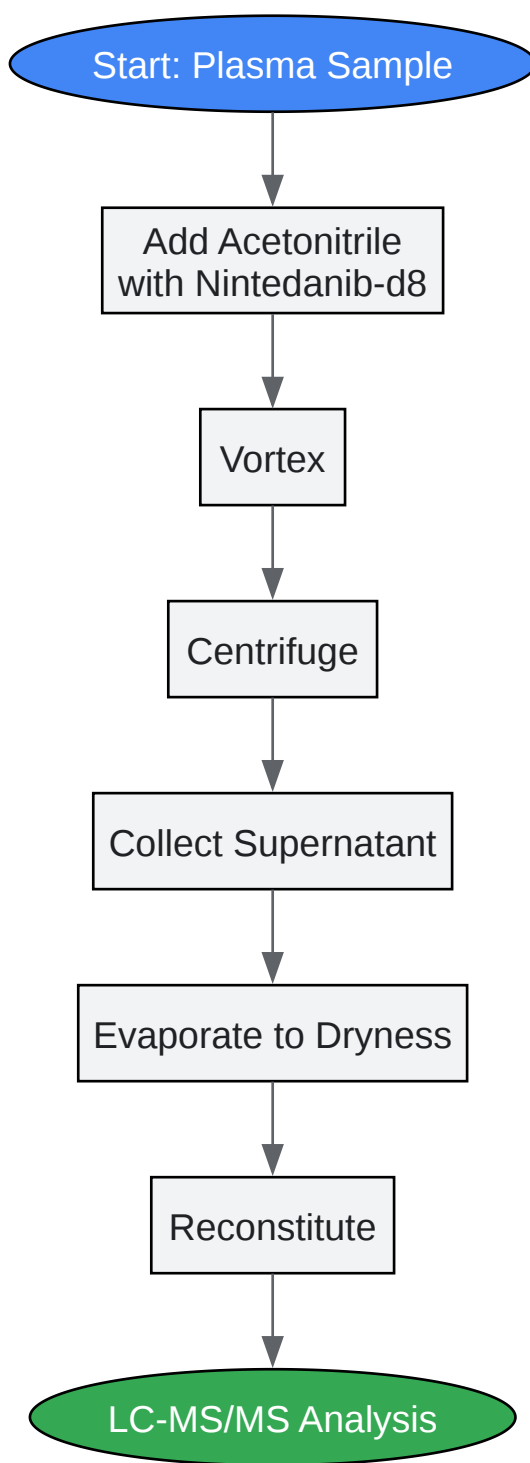 Start: Plasma Sample
Add Acetonitrile
with Nintedanib-d8
Vortex
Centrifuge
Collect Supernatant
Evaporate to Dryness
Reconstitute
LC-MS/MS Analysis